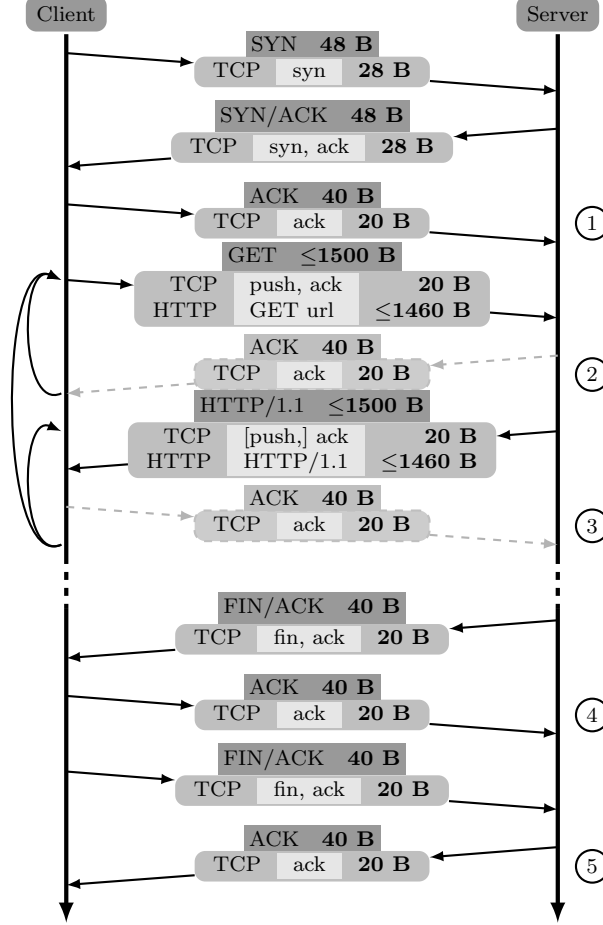 Client Server
SYN 48 B
TCP syn 28 B
SYN/ACK 48 B
TCP syn, ack 28 B
ACK 40 B
TCP ack 20 B
1
GET ≤1500 B
TCP push, ack 20 B
HTTP GET url ≤1460 B
ACK 40 B
TCP ack 20 B
2
HTTP/1.1 ≤1500 B
TCP [push,] ack 20 B
HTTP HTTP/1.1 ≤1460 B
ACK 40 B
TCP ack 20 B
3
FIN/ACK 40 B
TCP fin, ack 20 B
ACK 40 B
TCP ack 20 B
4
FIN/ACK 40 B
TCP fin, ack 20 B
ACK 40 B
TCP ack 20 B
5